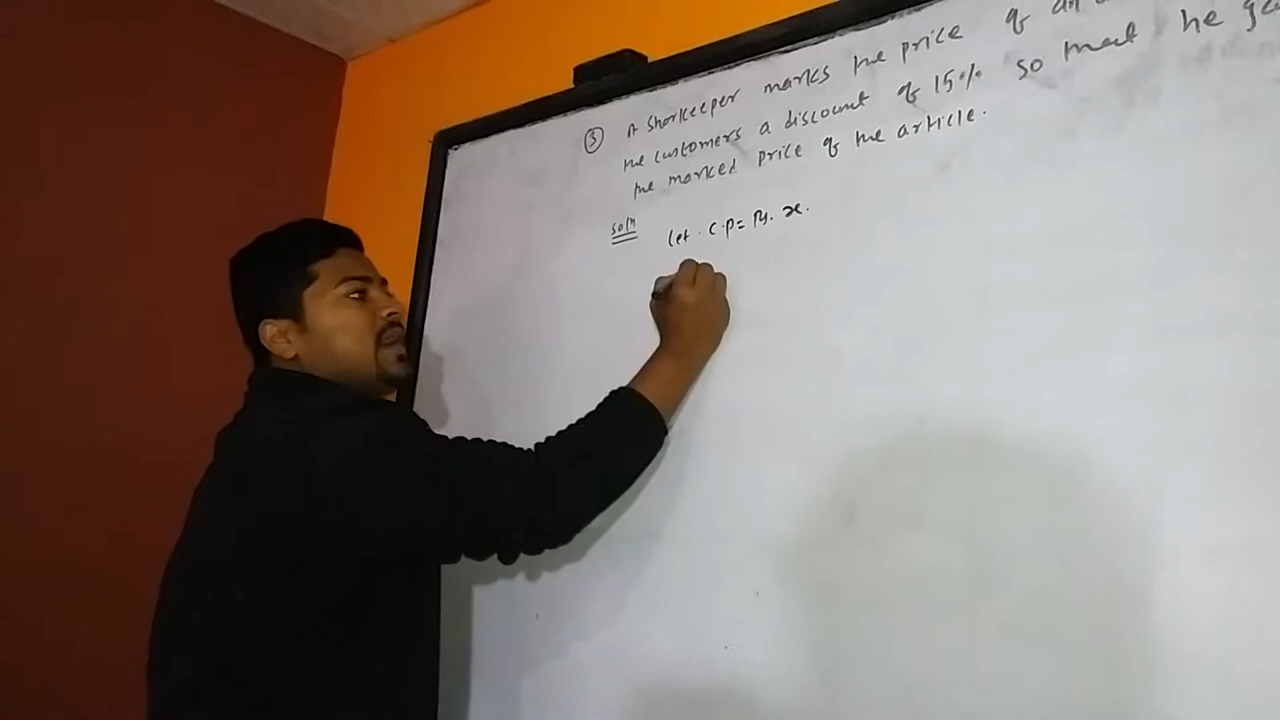 ③ A shopkeeper marks the price of an
the customers a discount of 15% so that he
the marked price of the article.
Soln Let. C.P = Rs. x.